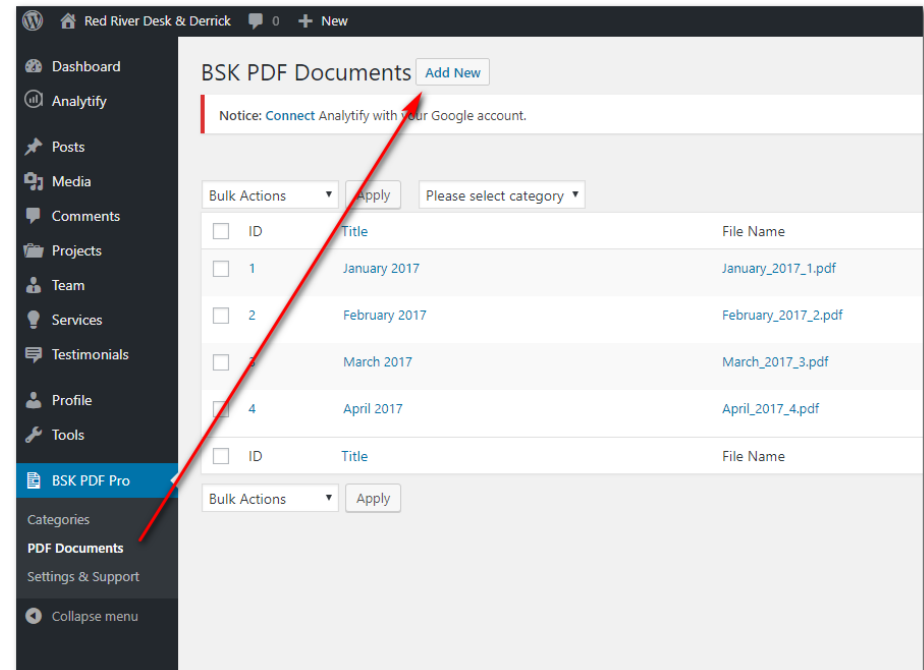 Red River Desk & Derrick 0 New
Dashboard
Analytify
Posts
Media
Comments
Projects
Team
Services
Testimonials
Profile
Tools
BSK PDF Pro
Categories
PDF Documents
Settings & Support
Collapse menu
BSK PDF Documents Add New
Notice: Connect Analytify with your Google account.
Bulk Actions Apply Please select category
ID Title File Name
1 January 2017 January_2017_1.pdf
2 February 2017 February_2017_2.pdf
3 March 2017 March_2017_3.pdf
4 April 2017 April_2017_4.pdf
ID Title File Name
Bulk Actions Apply